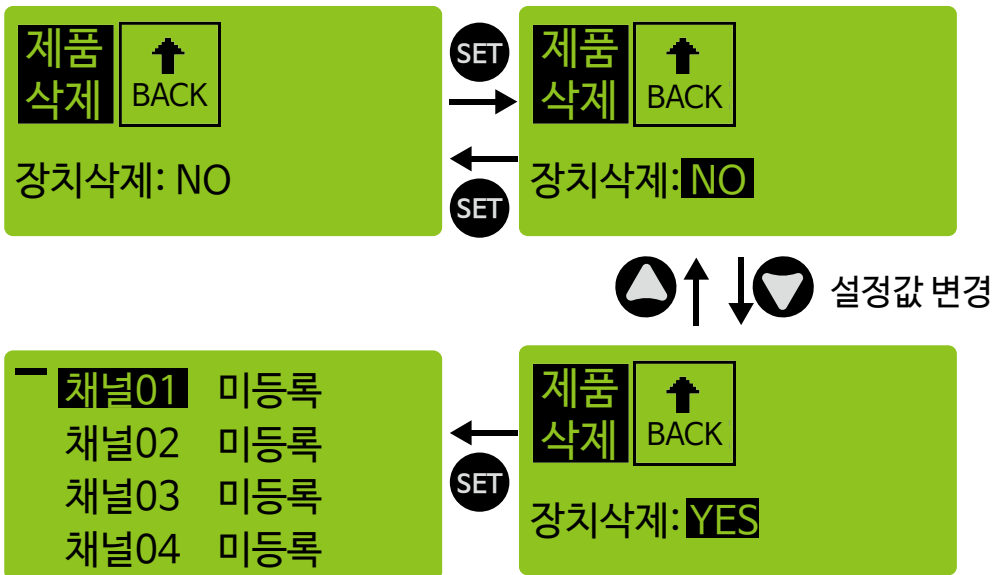 제품
삭제
BACK
장치삭제: NO
SET
SET
제품
삭제
BACK
장치삭제: NO
설정값 변경
채널01 미등록
채널02 미등록
채널03 미등록
채널04 미등록
SET
제품
삭제
BACK
장치삭제: YES